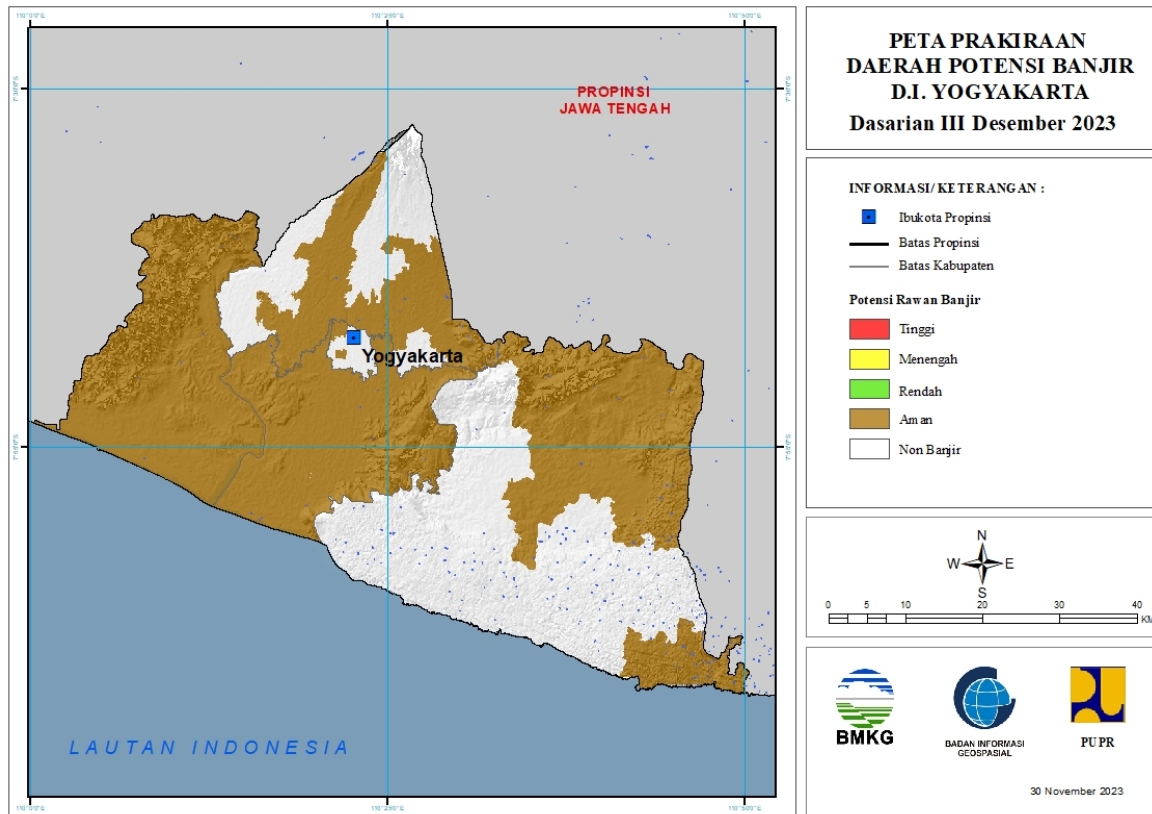 PETA PRAKIRAAN
DAERAH POTENSI BANJIR
D.I. YOGYAKARTA
Dasarian III Desember 2023
INFORMASI/ KETERANGAN :
Ibukota Propinsi
Batas Propinsi
Batas Kabupaten
Potensi Rawan Banjir
Tinggi
Menengah
Rendah
Aman
Non Banjir
N
W E
S
0 5 10 20 30 40
KM
BMKG
BADAN INFORMASI
GEOSPASIAL
PUPR
30 November 2023
PROPINSI
JAWA TENGAH
Yogyakarta
LAUTAN INDONESIA